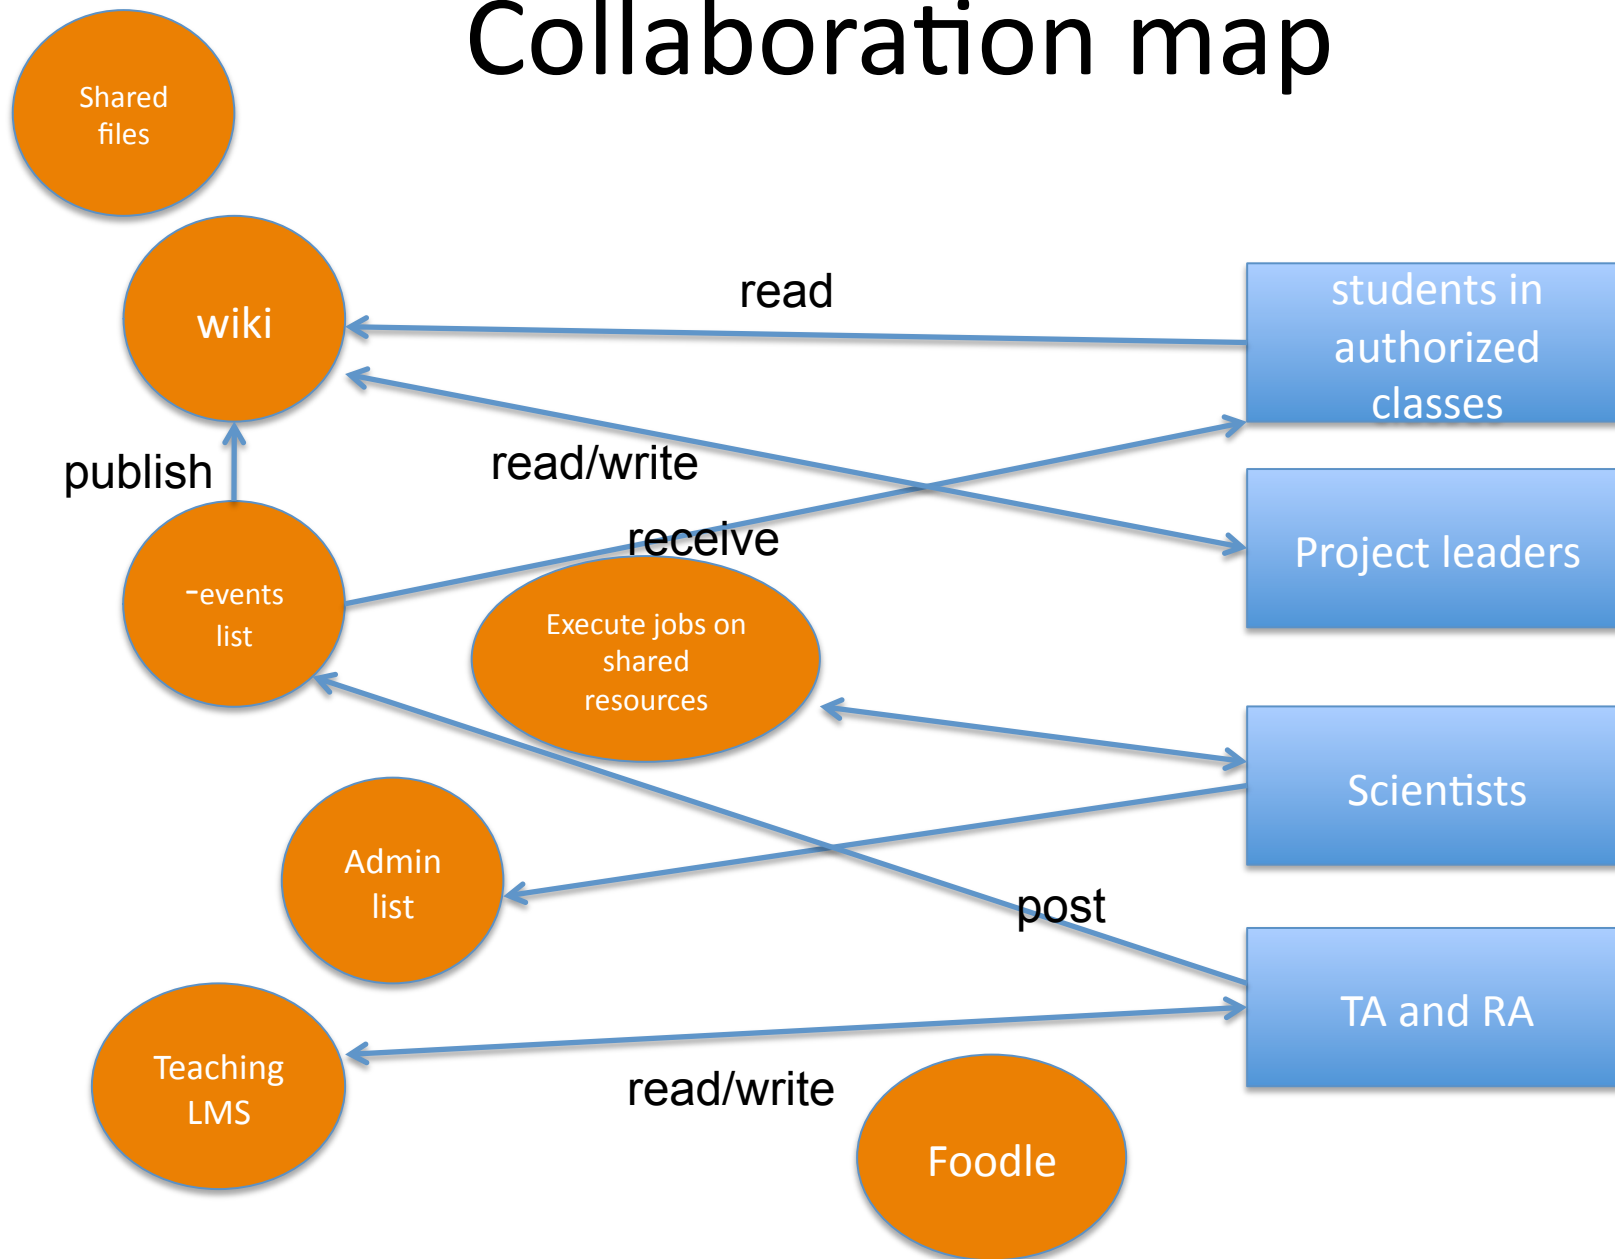 Collaboration map
Shared
files
wiki
read
students in
authorized
classes
publish
read/write
receive
Project leaders
-events
list
Execute jobs on
shared
resources
Scientists
Admin
list
post
TA and RA
Teaching
LMS
read/write
Foodle